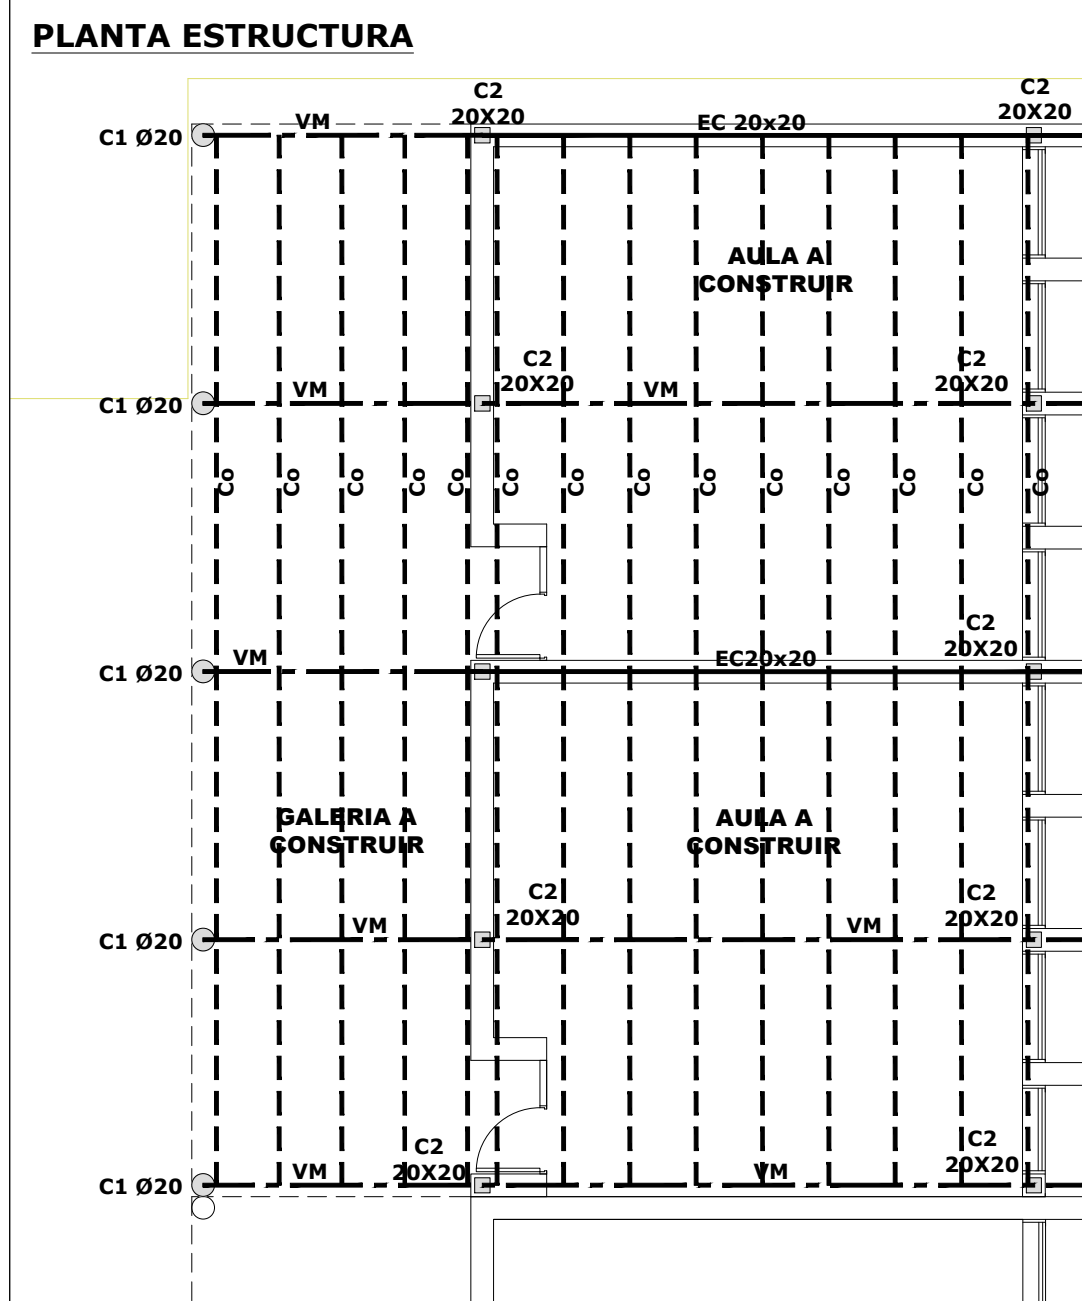 PLANTA ESTRUCTURA
C2
20X20
C2
20X20
C1 Ø20
VM
EC 20x20
AULA A
CONSTRUIR
C2
20X20
C2
20X20
C1 Ø20
VM
VM
Co
Co
Co
Co
Co
Co
Co
Co
Co
Co
Co
Co
Co
Co
C2
20X20
C1 Ø20
VM
EC20x20
GALERIA A
CONSTRUIR
AULA A
CONSTRUIR
C2
20X20
C2
20X20
C1 Ø20
VM
VM
C2
20X20
C2
20X20
C1 Ø20
VM
VM